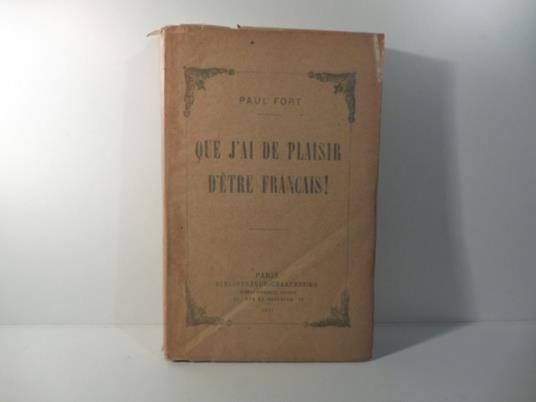 PAUL FORT
QUE J'AI DE PLAISIR
D'ÊTRE FRANÇAIS!
PARIS
BIBLIOTHÈQUE-CHARPENTIER